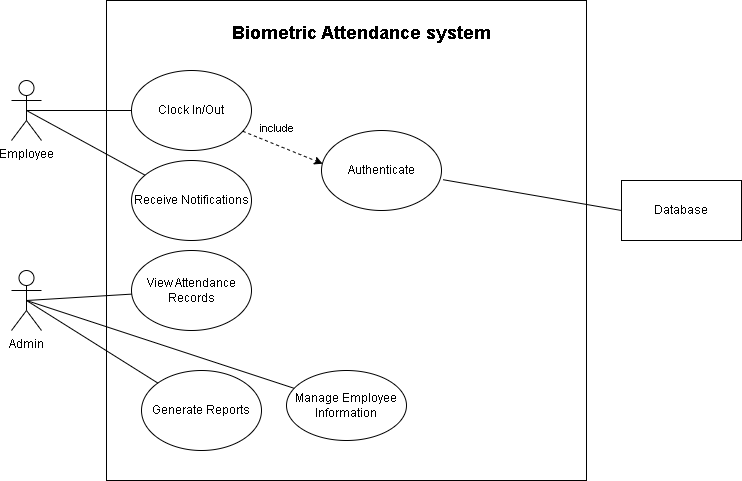 Biometric Attendance system
Clock In/Out
include
Employee
Authenticate
Receive Notifications
Database
View Attendance
Records
Admin
Manage Employee
Information
Generate Reports